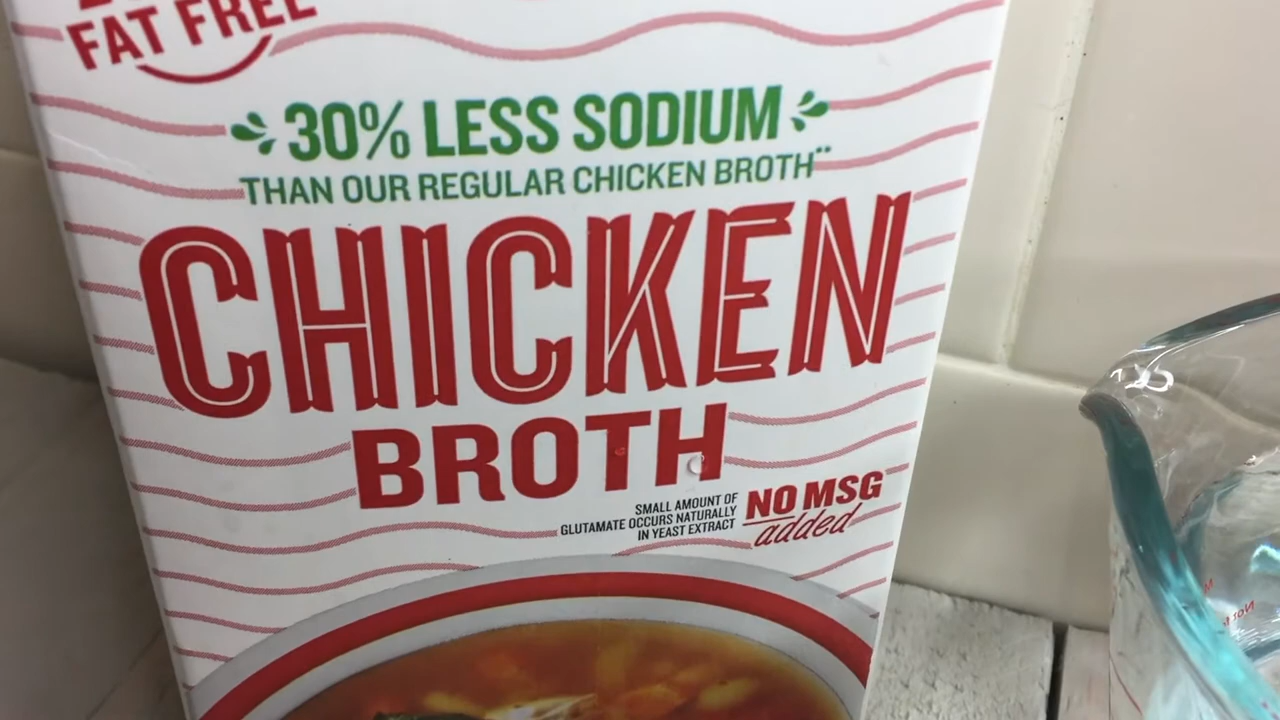 FAT FREE
30% LESS SODIUM
THAN OUR REGULAR CHICKEN BROTH**
CHICKEN
BROTH
SMALL AMOUNT OF
GLUTAMATE OCCURS NATURALLY
IN YEAST EXTRACT
NO MSG
added